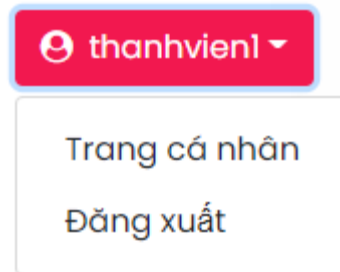 thanhvien1
Trang cá nhân
Đăng xuất